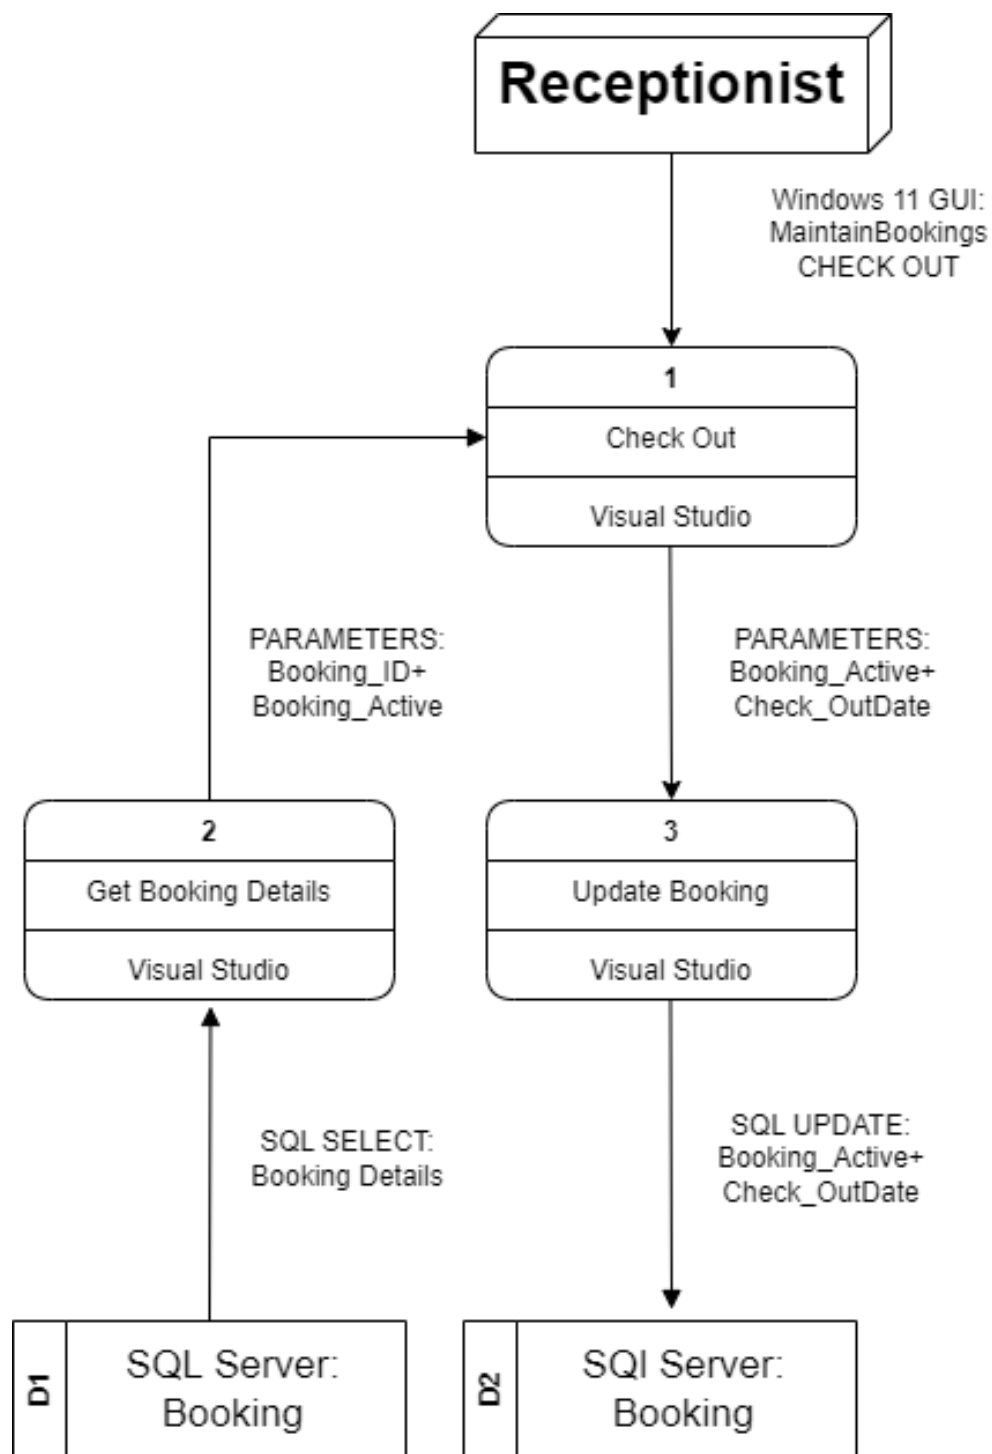 Receptionist
Windows 11 GUI:
MaintainBookings
CHECK OUT
1
Check Out
Visual Studio
PARAMETERS:
Booking_ID+
Booking_Active
PARAMETERS:
Booking_Active+
Check_OutDate
2
Get Booking Details
Visual Studio
3
Update Booking
Visual Studio
SQL SELECT:
Booking Details
SQL UPDATE:
Booking_Active+
Check_OutDate
D1
SQL Server:
Booking
D2
SQl Server:
Booking